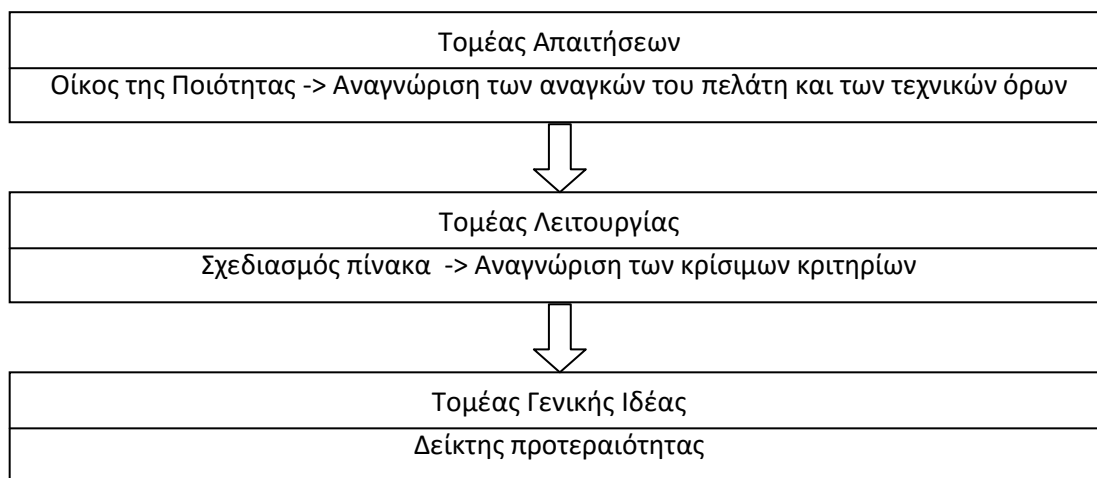 Τομέας Απαιτήσεων
Οίκος της Ποιότητας -> Αναγνώριση των αναγκών του πελάτη και των τεχνικών όρων
Τομέας Λειτουργίας
Σχεδιασμός πίνακα -> Αναγνώριση των κρίσιμων κριτηρίων
Τομέας Γενικής Ιδέας
Δείκτης προτεραιότητας